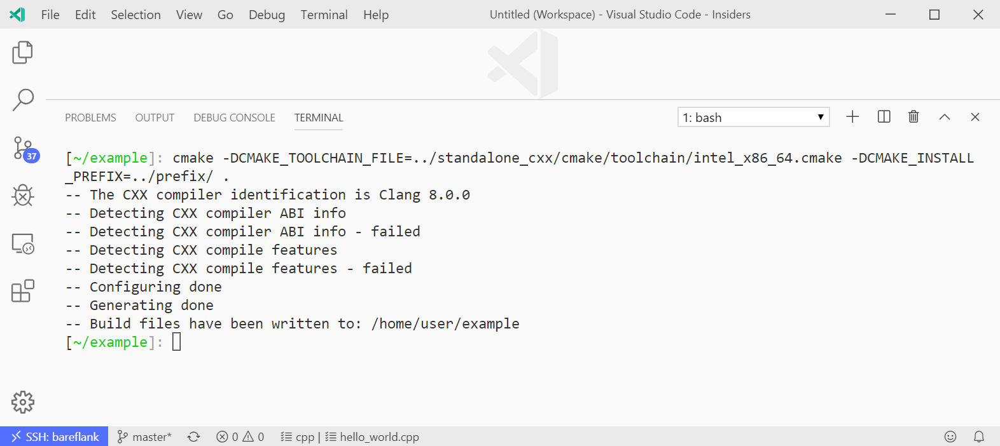 File Edit Selection View Go Debug Terminal Help Untitled (Workspace) - Visual Studio Code - Insiders
PROBLEMS OUTPUT DEBUG CONSOLE TERMINAL 1: bash
37
[~/example]: cmake -DCMAKE_TOOLCHAIN_FILE=../standalone_cxx/cmake/toolchain/intel_x86_64.cmake -DCMAKE_INSTALL
_PREFIX=../prefix/ .
-- The CXX compiler identification is Clang 8.0.0
-- Detecting CXX compiler ABI info
-- Detecting CXX compiler ABI info - failed
-- Detecting CXX compile features
-- Detecting CXX compile features - failed
-- Configuring done
-- Generating done
-- Build files have been written to: /home/user/example
[~/example]:
SSH: bareflank master* 0 0 cpp | hello_world.cpp